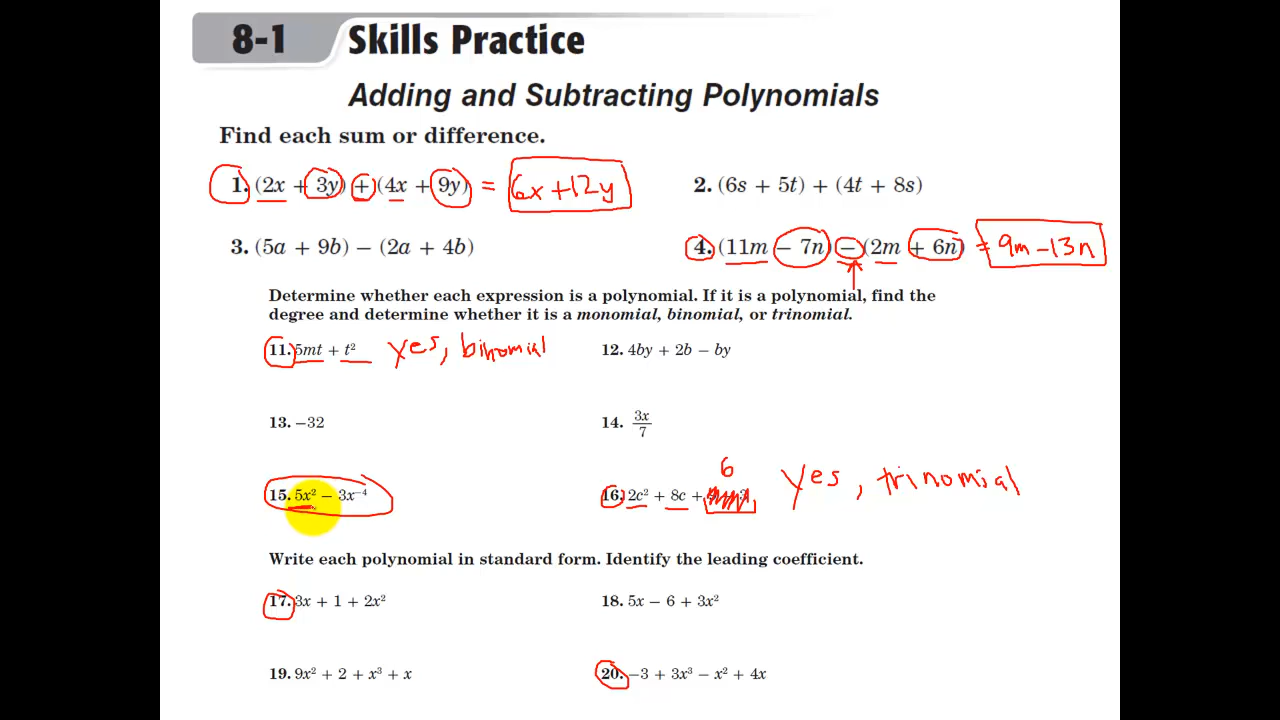 8-1 Skills Practice
Adding and Subtracting Polynomials
Find each sum or difference.
1. (2x + 3y) + (4x + 9y) = 6x + 12y
2. (6s + 5t) + (4t + 8s)
3. (5a + 9b) − (2a + 4b)
4. (11m − 7n) − (2m + 6n) = 9m − 13n
Determine whether each expression is a polynomial. If it is a polynomial, find the
degree and determine whether it is a monomial, binomial, or trinomial.
11. 5mt + t² yes, binomial
12. 4by + 2b − by
13. −32
14. 3x/7
15. 5x² − 3x⁻⁴
6
16. 2c² + 8c + yes, trinomial
Write each polynomial in standard form. Identify the leading coefficient.
17. 3x + 1 + 2x²
18. 5x − 6 + 3x²
19. 9x² + 2 + x³ + x
20. −3 + 3x³ − x² + 4x